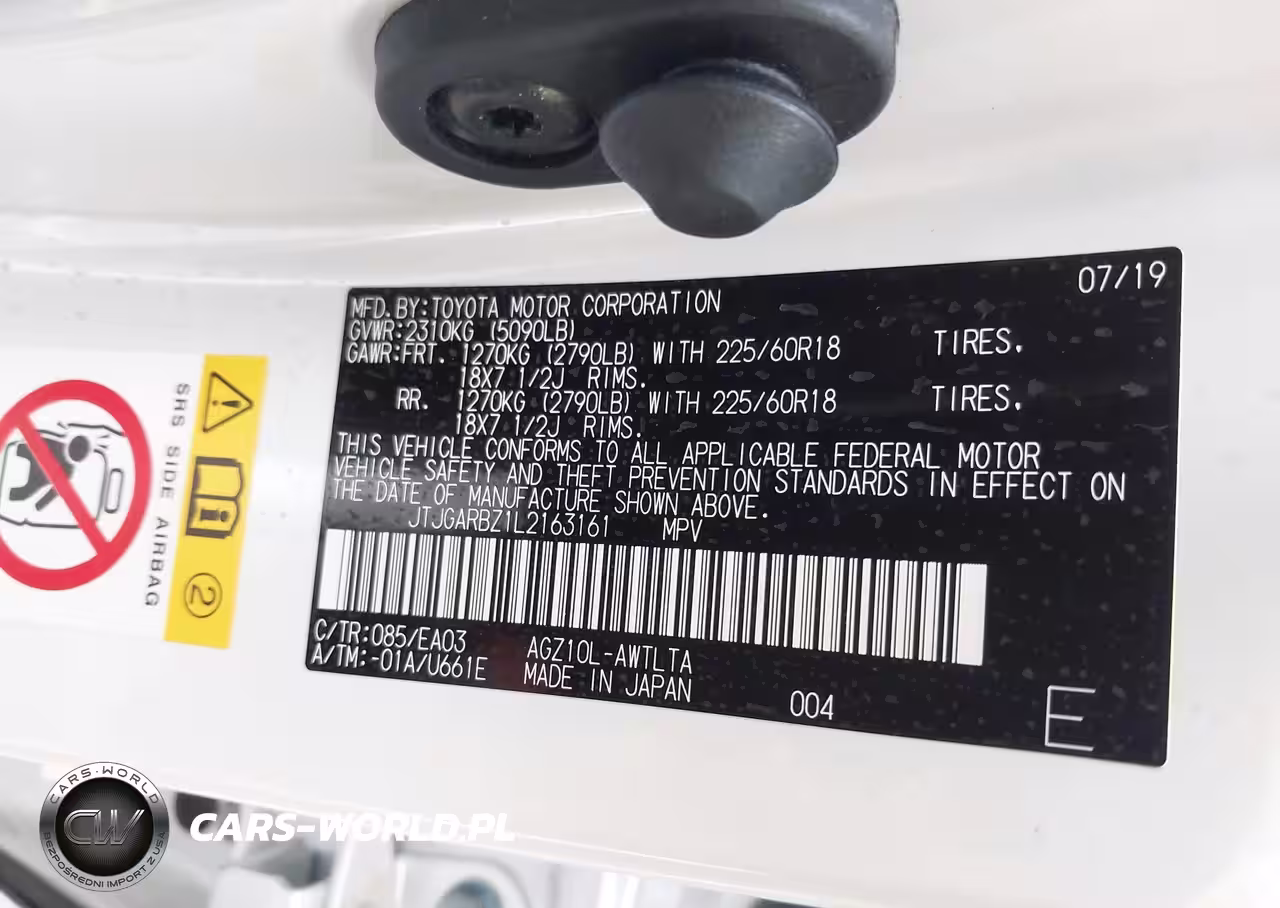 07/19
MFD. BY: TOYOTA MOTOR CORPORATION
GVWR: 2310KG (5090LB)
GAWR: FRT. 1270KG (2790LB) WITH 225/60R18 TIRES.
18X7 1/2J RIMS.
RR. 1270KG (2790LB) WITH 225/60R18 TIRES.
18X7 1/2J RIMS.
THIS VEHICLE CONFORMS TO ALL APPLICABLE FEDERAL MOTOR
VEHICLE SAFETY AND THEFT PREVENTION STANDARDS IN EFFECT ON
THE DATE OF MANUFACTURE SHOWN ABOVE.
JTJGARBZ1L2163161 MPV
C/TR: 085/EA03 AGZ10L-AWTLTA
A/TM: -01A/U661E MADE IN JAPAN
004
E
SRS SIDE AIRBAG
2
CARS-WORLD
CW
BEZPOŚREDNI IMPORT Z USA
CARS-WORLD.PL